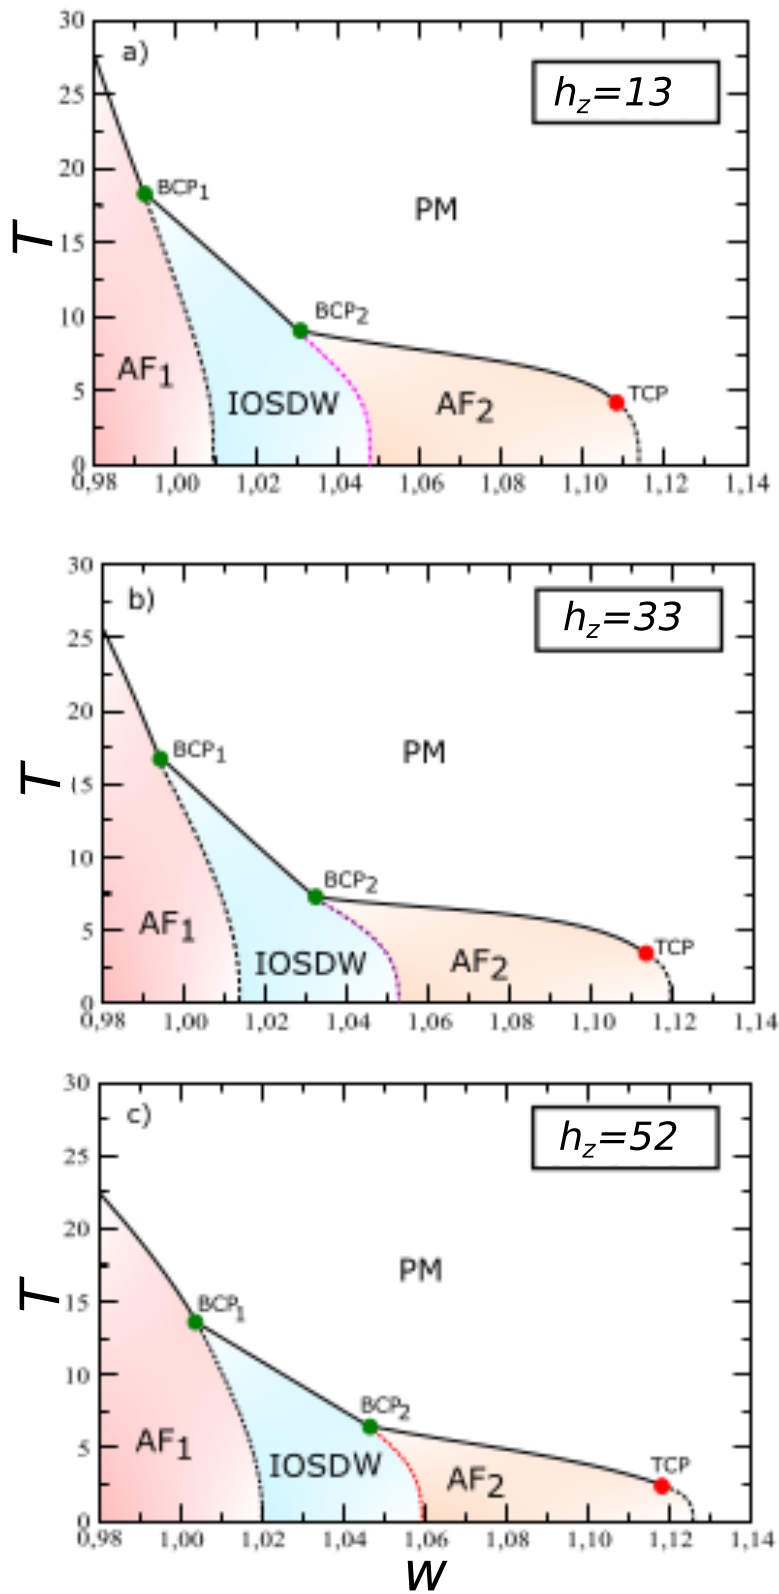 30
a)
h_z=13
25
BCP1
20
PM
T
15
BCP2
10
AF1
IOSDW
AF2
TCP
5
0
0,98 1,00 1,02 1,04 1,06 1,08 1,10 1,12 1,14
30
b)
h_z=33
25
20
BCP1
PM
T
15
10
BCP2
AF1
5
IOSDW
AF2
TCP
0
0,98 1,00 1,02 1,04 1,06 1,08 1,10 1,12 1,14
30
c)
h_z=52
25
20
PM
T
15
BCP1
10
BCP2
AF1
5
IOSDW
AF2
TCP
0
0,98 1,00 1,02 1,04 1,06 1,08 1,10 1,12 1,14
w